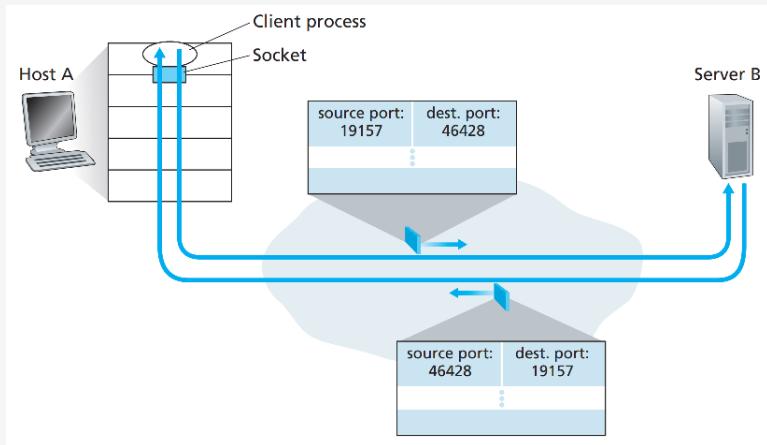 Client process
Socket
Host A
Server B
source port: dest. port:
19157 46428
source port: dest. port:
46428 19157